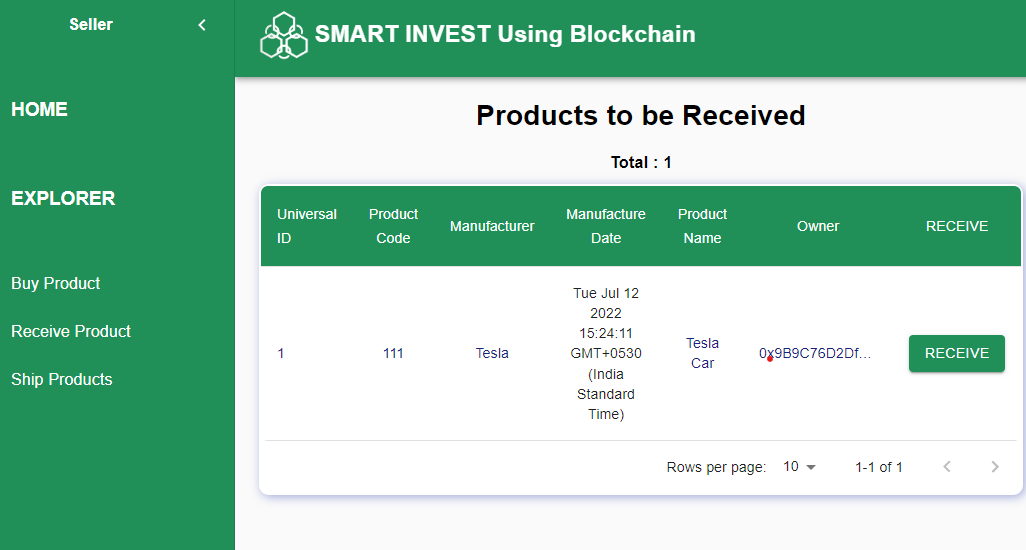 Seller
SMART INVEST Using Blockchain
HOME
EXPLORER
Buy Product
Receive Product
Ship Products
Products to be Received
Total : 1
Universal
ID
Product
Code
Manufacturer
Manufacture
Date
Product
Name
Owner
RECEIVE
1
111
Tesla
Tue Jul 12
2022
15:24:11
GMT+0530
(India
Standard
Time)
Tesla
Car
0x9B9C76D2Df...
RECEIVE
Rows per page: 10
1-1 of 1